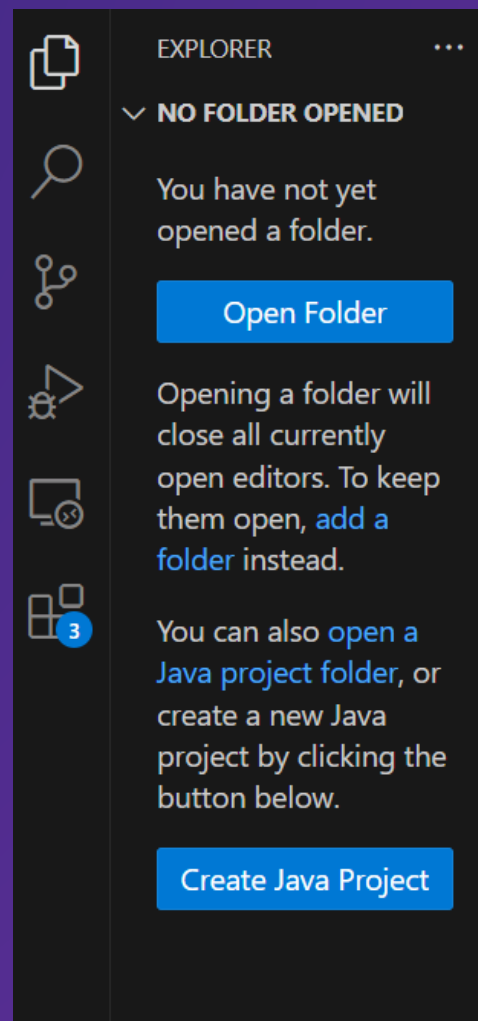 EXPLORER ···
NO FOLDER OPENED
You have not yet
opened a folder.
Open Folder
Opening a folder will
close all currently
open editors. To keep
them open, add a
folder instead.
3
You can also open a
Java project folder, or
create a new Java
project by clicking the
button below.
Create Java Project